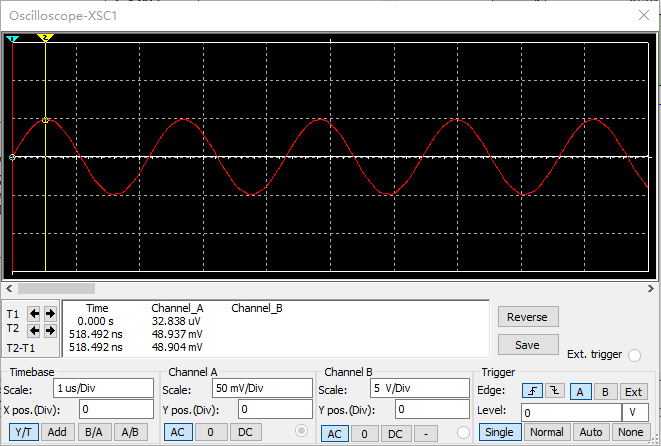 Oscilloscope-XSC1
1 2
T1
T2
T2-T1
Time Channel_A Channel_B
0.000 s 32.838 uV
518.492 ns 48.937 mV
518.492 ns 48.904 mV
Reverse
Save
Ext. trigger
Timebase
Scale: 1 us/Div
X pos.(Div): 0
Y/T Add B/A A/B
Channel A
Scale: 50 mV/Div
Y pos.(Div): 0
AC 0 DC
Channel B
Scale: 5 V/Div
Y pos.(Div): 0
AC 0 DC -
Trigger
Edge: A B Ext
Level: 0 V
Single Normal Auto None